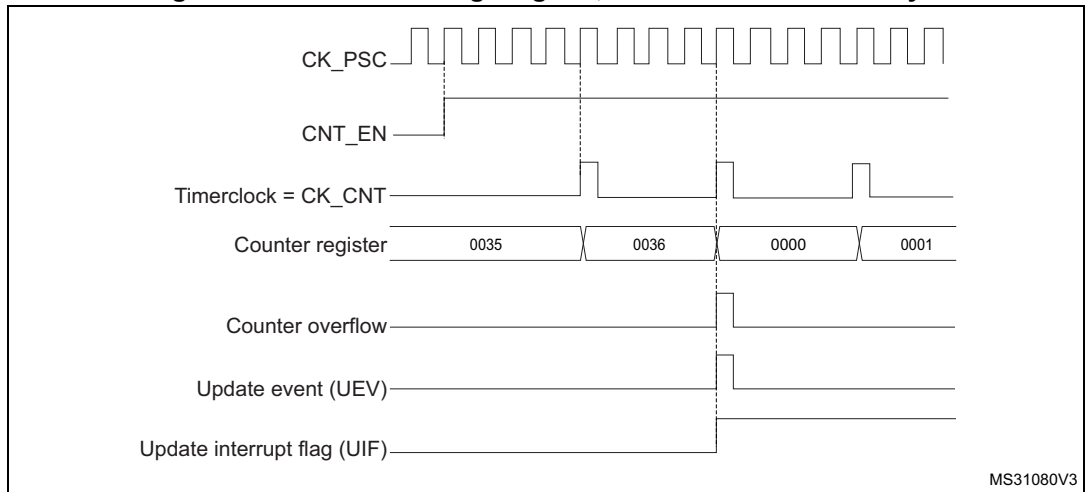 CK_PSC
CNT_EN
Timerclock = CK_CNT
Counter register 0035 0036 0000 0001
Counter overflow
Update event (UEV)
Update interrupt flag (UIF)
MS31080V3